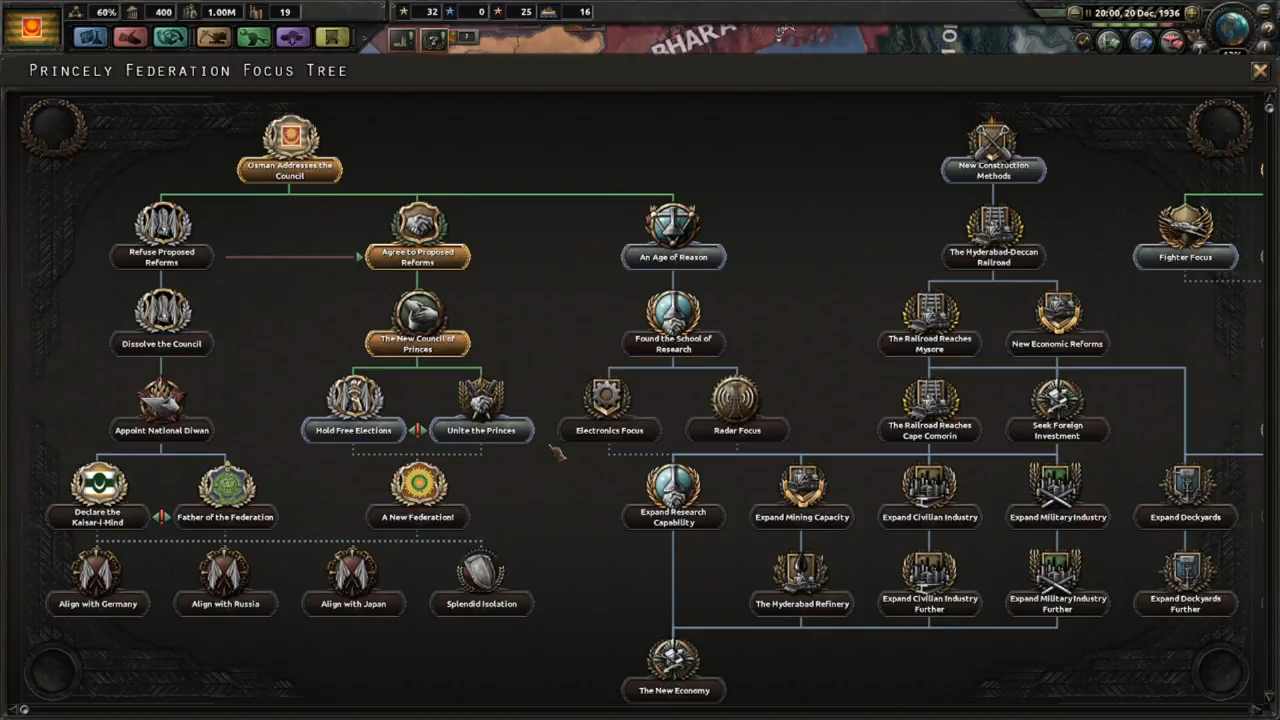 60% 400 1.00M 19 32 0 25 16 20:00, 20 Dec, 1936
7
BHARA
PRINCELY FEDERATION FOCUS TREE
Osman Addresses the
Council
New Construction
Methods
Refuse Proposed
Reforms
Agree to Proposed
Reforms
An Age of Reason
The Hyderabad-Deccan
Railroad
Fighter Focus
Dissolve the Council
The New Council of
Princes
Found the School of
Research
The Railroad Reaches
Mysore
New Economic Reforms
Appoint National Diwan
Hold Free Elections
Unite the Princes
Electronics Focus
Radar Focus
The Railroad Reaches
Cape Comorin
Seek Foreign
Investment
Declare the
Kaisar-i-Hind
Father of the Federation
A New Federation!
Expand Research
Capability
Expand Mining Capacity
Expand Civilian Industry
Expand Military Industry
Expand Dockyards
Align with Germany
Align with Russia
Align with Japan
Splendid Isolation
The Hyderabad Refinery
Expand Civilian Industry
Further
Expand Military Industry
Further
Expand Dockyards
Further
The New Economy